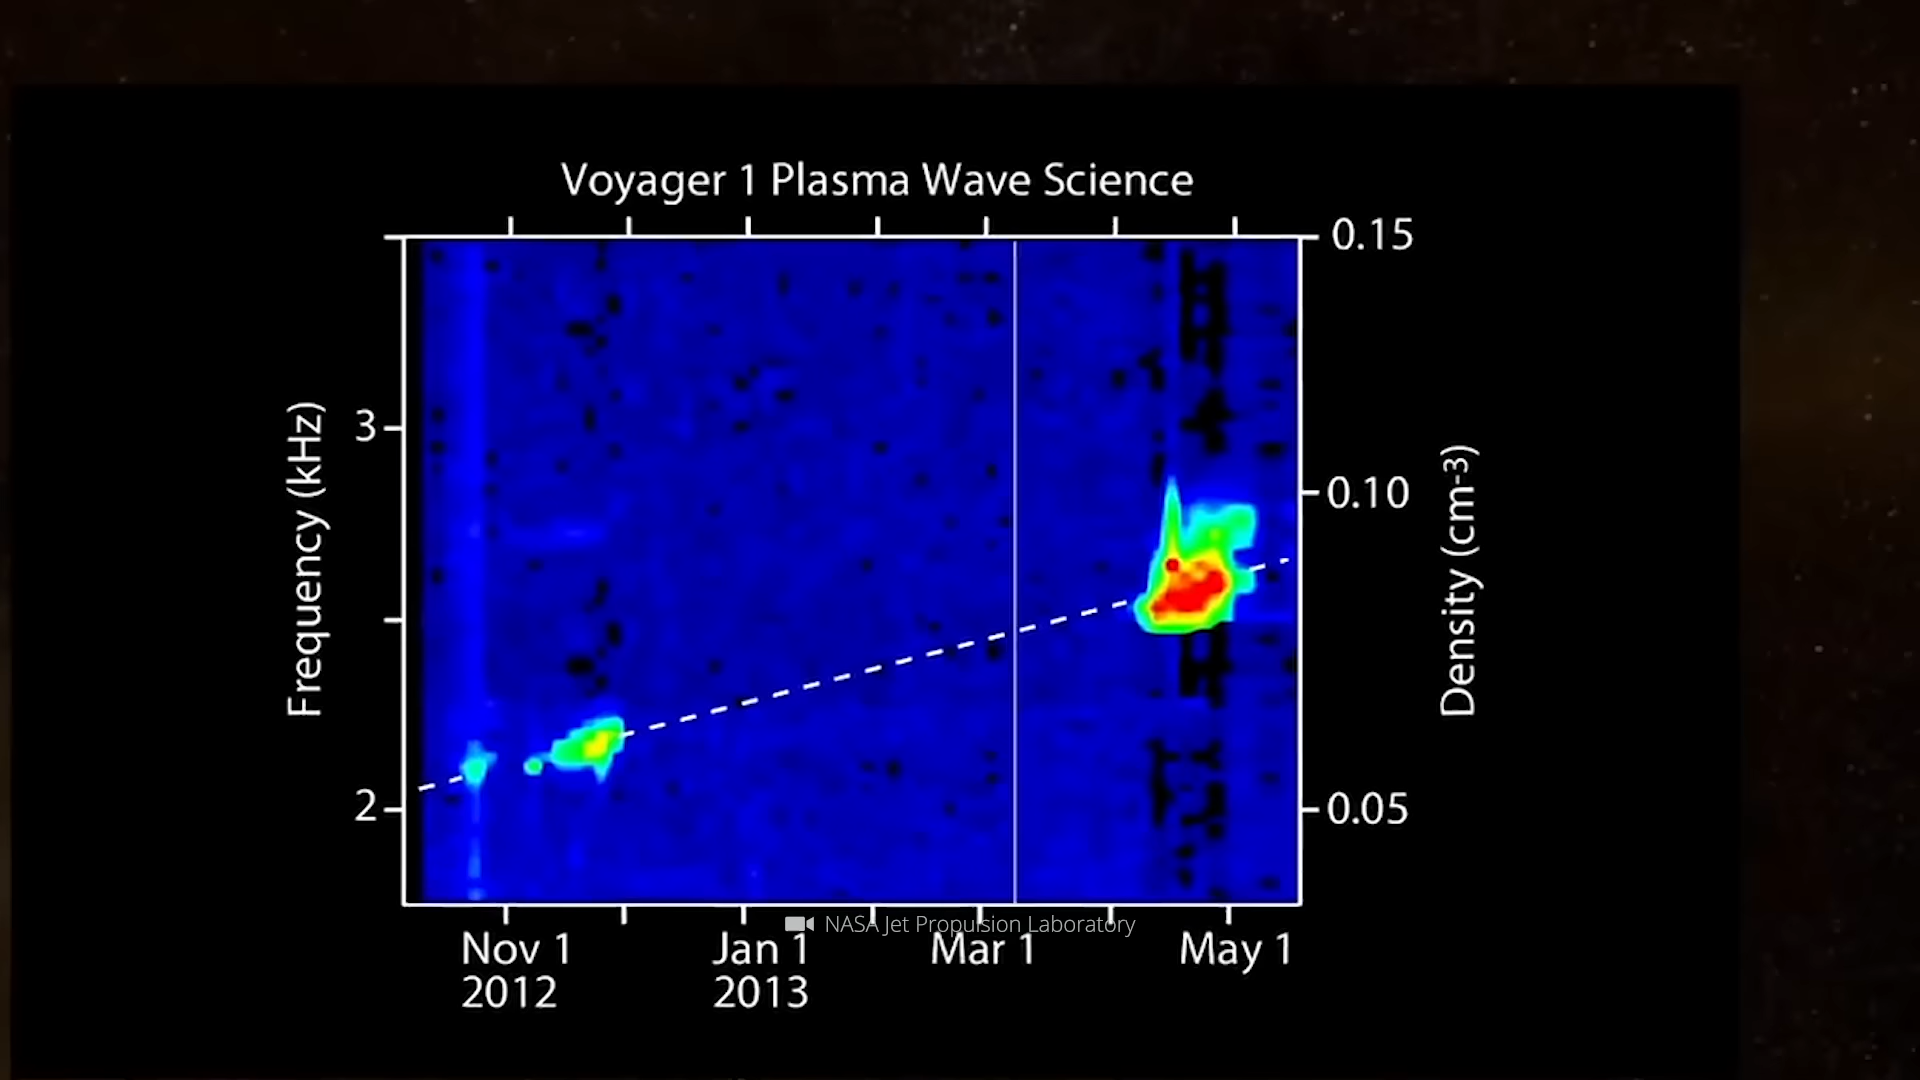 Voyager 1 Plasma Wave Science
0.15
3
0.10
2
0.05
Frequency (kHz)
Density (cm-3)
NASA Jet Propulsion Laboratory
Nov 1
2012
Jan 1
2013
Mar 1
May 1